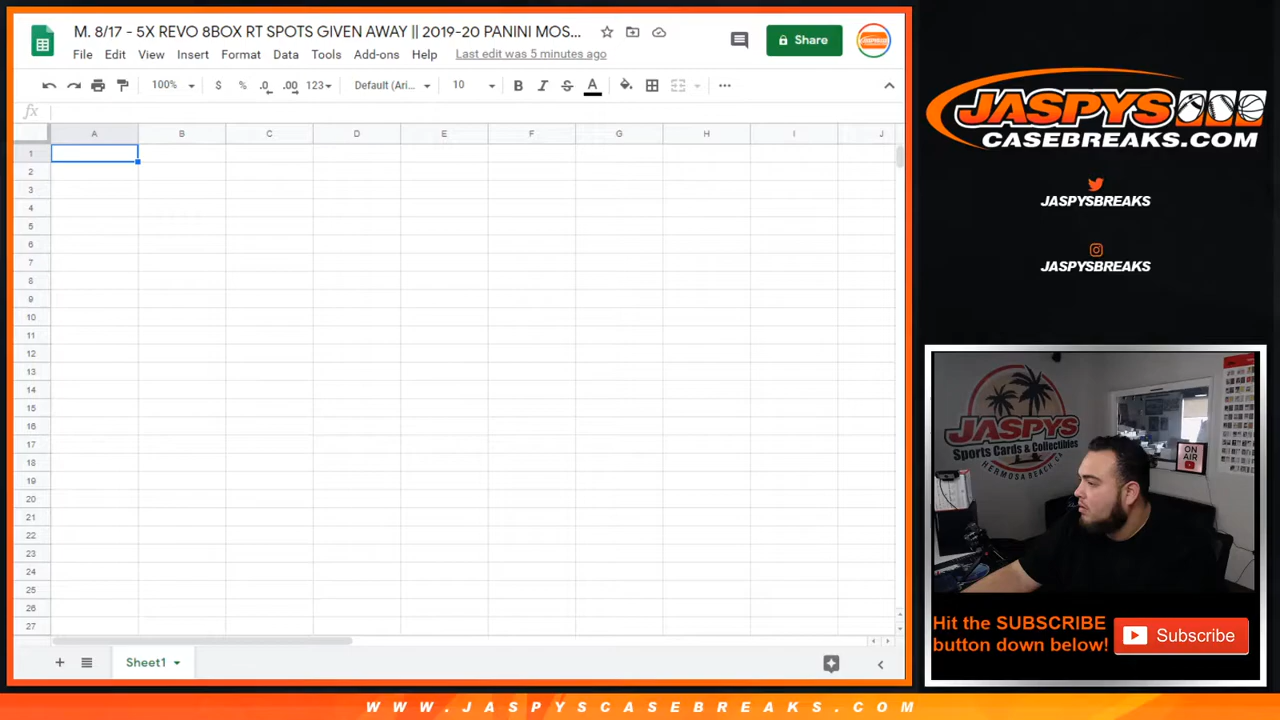 M. 8/17 - 5X REVO 8BOX RT SPOTS GIVEN AWAY || 2019-20 PANINI MOS...
File Edit View Insert Format Data Tools Add-ons Help Last edit was 5 minutes ago
Share
100% $ % .0 .00 123 Default (Ari... 10 B I S A ...
fx
A B C D E F G H I J
1
2
3
4
5
6
7
8
9
10
11
12
13
14
15
16
17
18
19
20
21
22
23
24
25
26
27
Sheet1
JASPYS
CASEBREAKS.COM
JASPYSBREAKS
JASPYSBREAKS
JASPYS
Sports Cards & Collectibles
HERMOSA BEACH, CA
ON
AIR
Hit the SUBSCRIBE
button down below!
Subscribe
WWW.JASPYSCASEBREAKS.COM